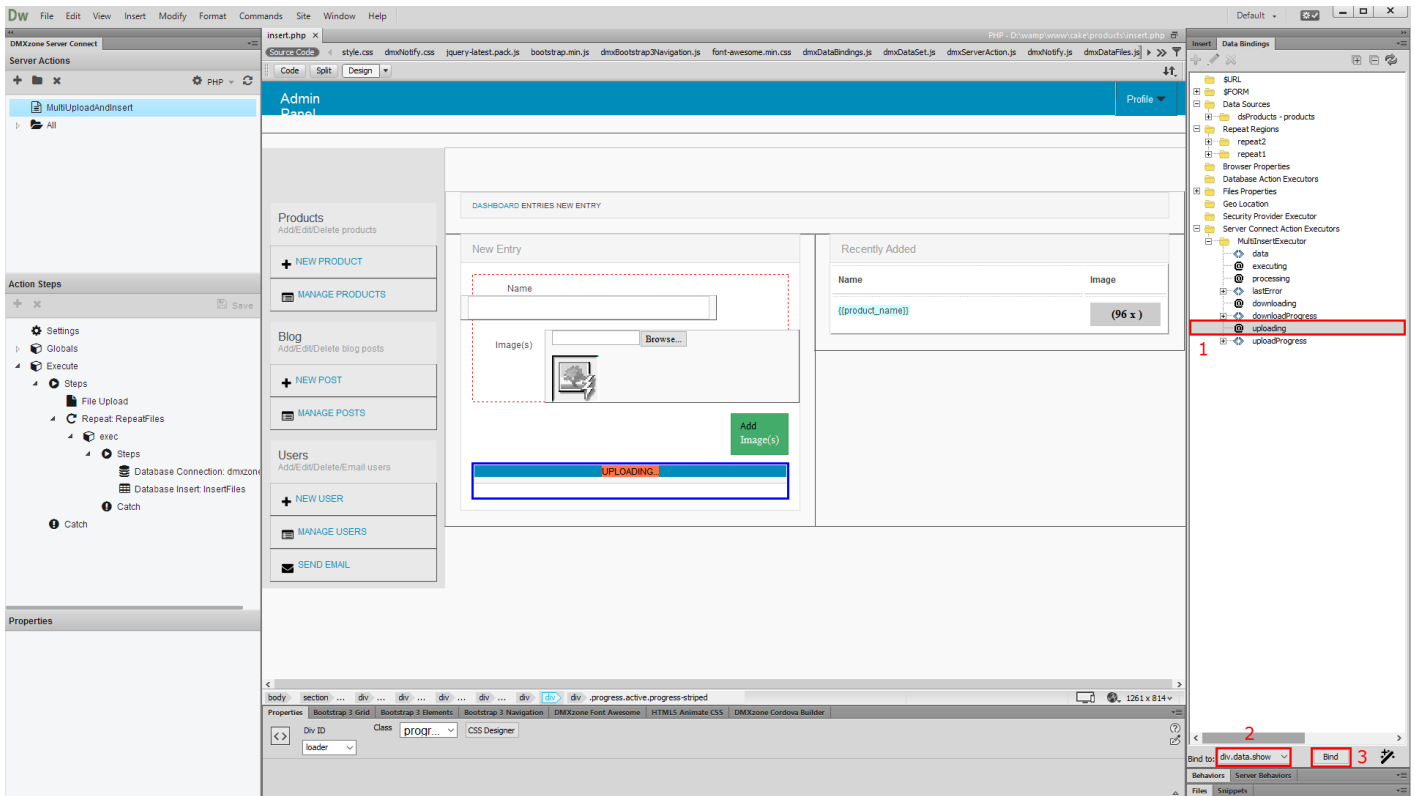 Dw File Edit View Insert Modify Format Commands Site Window Help Default
DMXzone Server Connect
Server Actions
PHP
MultiUploadAndInsert
All
Action Steps
Save
Settings
Globals
Execute
Steps
File Upload
Repeat: RepeatFiles
exec
Steps
Database Connection: dmxzone
Database Insert: InsertFiles
Catch
Catch
Properties
insert.php PHP - D:\wamp\www\cake\products\insert.php
Source Code style.css dmxNotify.css jquery-latest.pack.js bootstrap.min.js dmxBootstrap3Navigation.js font-awesome.min.css dmxDataBindings.js dmxDataSet.js dmxServerAction.js dmxNotify.js dmxDataFiles.js
Code Split Design
Admin
Panel
Profile
Products
Add/Edit/Delete products
NEW PRODUCT
MANAGE PRODUCTS
Blog
Add/Edit/Delete blog posts
NEW POST
MANAGE POSTS
Users
Add/Edit/Delete/Email users
NEW USER
MANAGE USERS
SEND EMAIL
DASHBOARD ENTRIES NEW ENTRY
New Entry
Name
Image(s)
Browse...
Add
Image(s)
UPLOADING...
Recently Added
Name Image
{{product_name}} (96 x )
body section ... div ... div ... div ... div ... div div div .progress.active.progress-striped 1261 x 814
Properties Bootstrap 3 Grid Bootstrap 3 Elements Bootstrap 3 Navigation DMXzone Font Awesome HTML5 Animate CSS DMXzone Cordova Builder
Div ID Class progr... CSS Designer
loader
Insert Data Bindings
$URL
$FORM
Data Sources
dsProducts - products
Repeat Regions
repeat2
repeat1
Browser Properties
Database Action Executors
Files Properties
Geo Location
Security Provider Executor
Server Connect Action Executors
MultiInsertExecutor
data
executing
processing
lastError
downloading
downloadProgress
uploading
uploadProgress
1
2
Bind to: div.data.show Bind 3
Behaviors Server Behaviors
Files Snippets